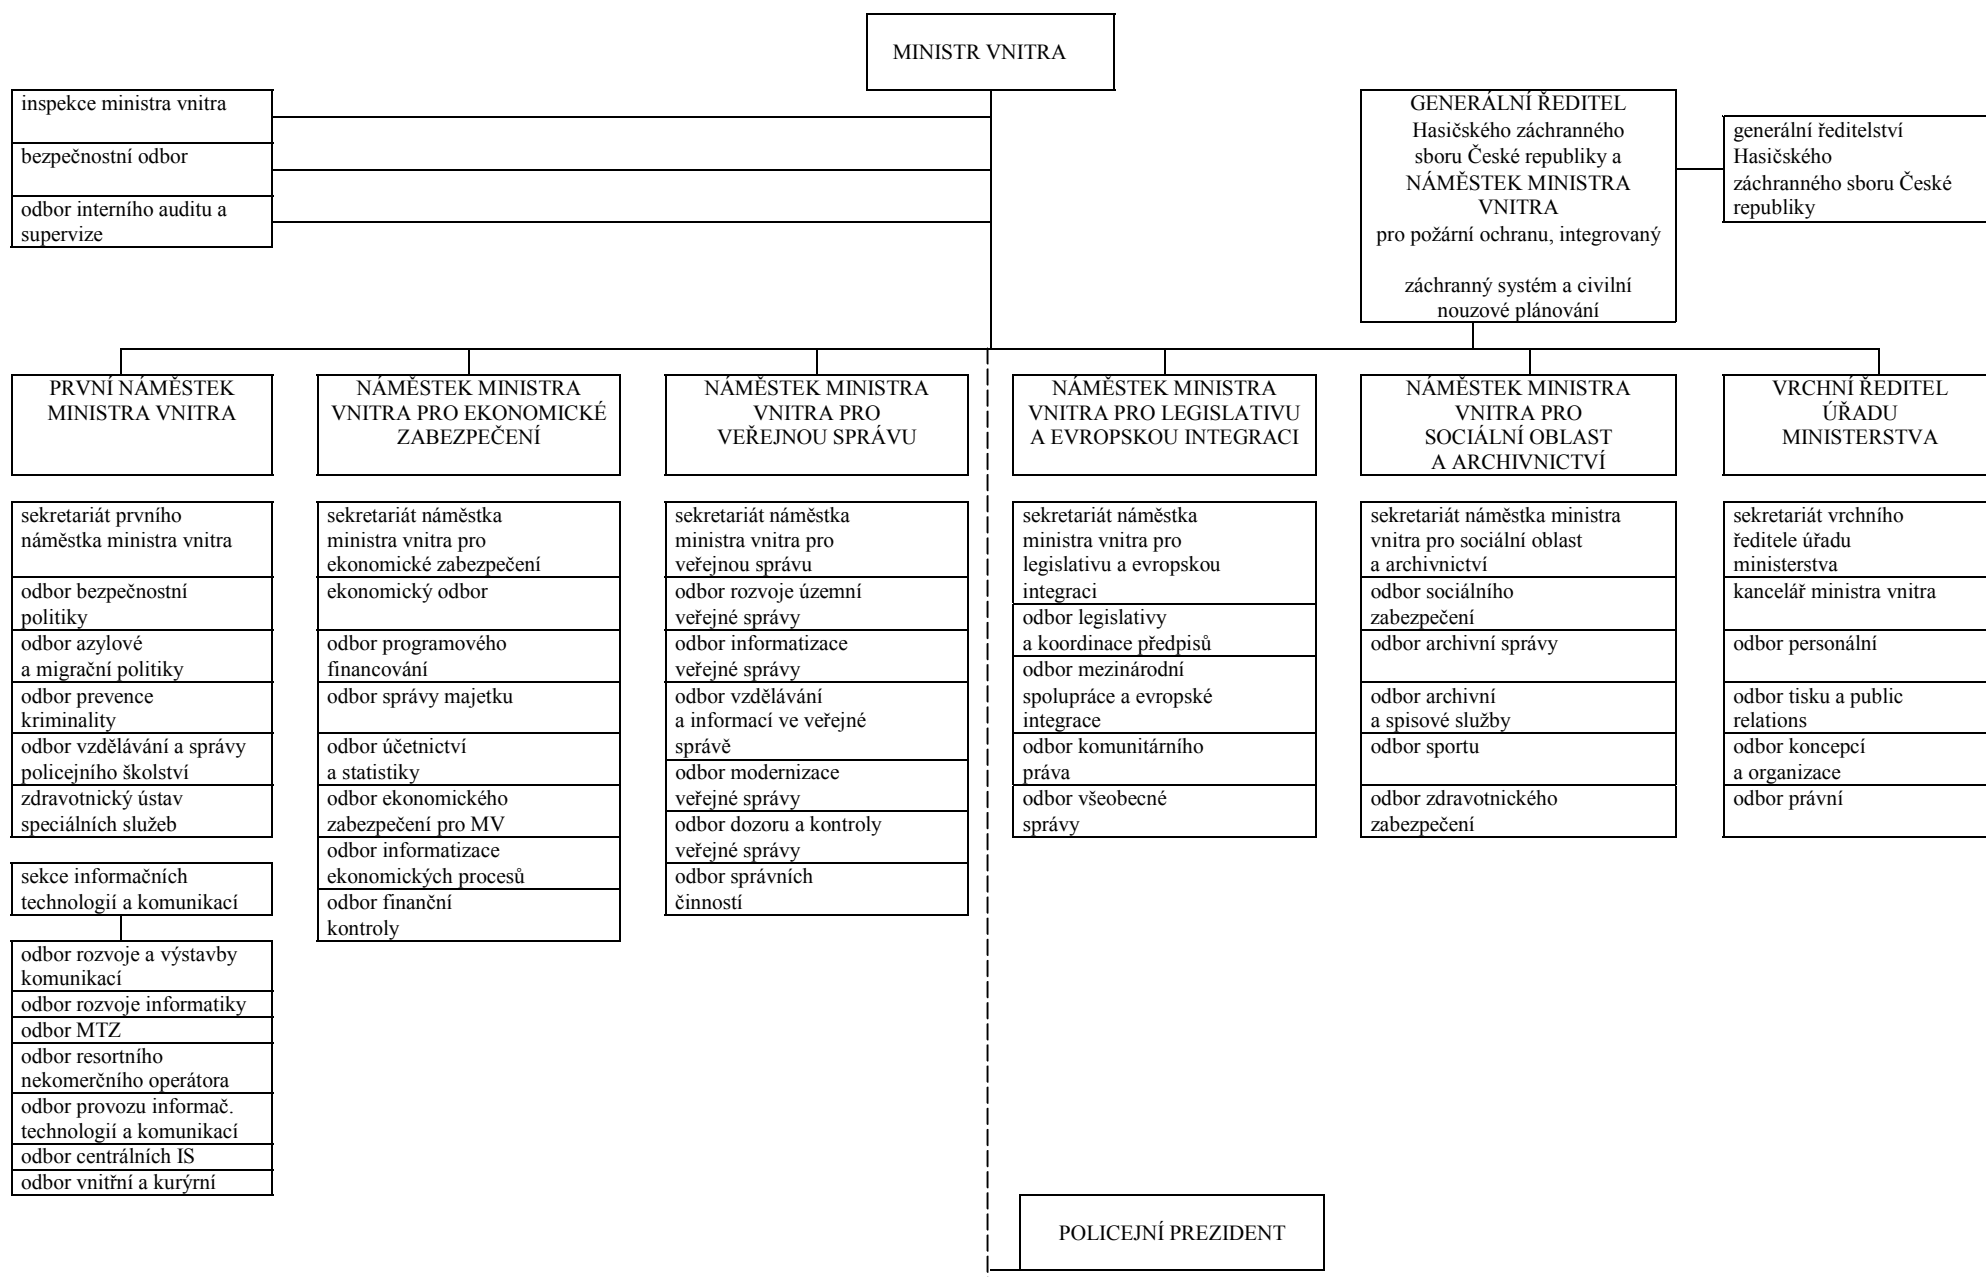 MINISTR VNITRA
inspekce ministra vnitra
bezpečnostní odbor
odbor interního auditu a
supervize
GENERÁLNÍ ŘEDITEL
Hasičského záchranného
sboru České republiky a
NÁMĚSTEK MINISTRA
VNITRA
pro požární ochranu, integrovaný
záchranný systém a civilní
nouzové plánování
generální ředitelství
Hasičského
záchranného sboru České
republiky
PRVNÍ NÁMĚSTEK
MINISTRA VNITRA
NÁMĚSTEK MINISTRA
VNITRA PRO EKONOMICKÉ
ZABEZPEČENÍ
NÁMĚSTEK MINISTRA
VNITRA PRO
VEŘEJNOU SPRÁVU
NÁMĚSTEK MINISTRA
VNITRA PRO LEGISLATIVU
A EVROPSKOU INTEGRACI
NÁMĚSTEK MINISTRA
VNITRA PRO
SOCIÁLNÍ OBLAST
A ARCHIVNICTVÍ
VRCHNÍ ŘEDITEL
ÚŘADU
MINISTERSTVA
sekretariát prvního
náměstka ministra vnitra
odbor bezpečnostní
politiky
odbor azylové
a migrační politiky
odbor prevence
kriminality
odbor vzdělávání a správy
policejního školství
zdravotnický ústav
speciálních služeb
sekce informačních
technologií a komunikací
odbor rozvoje a výstavby
komunikací
odbor rozvoje informatiky
odbor MTZ
odbor resortního
nekomerčního operátora
odbor provozu informač.
technologií a komunikací
odbor centrálních IS
odbor vnitřní a kurýrní
sekretariát náměstka
ministra vnitra pro
ekonomické zabezpečení
ekonomický odbor
odbor programového
financování
odbor správy majetku
odbor účetnictví
a statistiky
odbor ekonomického
zabezpečení pro MV
odbor informatizace
ekonomických procesů
odbor finanční
kontroly
sekretariát náměstka
ministra vnitra pro
veřejnou správu
odbor rozvoje územní
veřejné správy
odbor informatizace
veřejné správy
odbor vzdělávání
a informací ve veřejné
správě
odbor modernizace
veřejné správy
odbor dozoru a kontroly
veřejné správy
odbor správních
činností
sekretariát náměstka
ministra vnitra pro
legislativu a evropskou
integraci
odbor legislativy
a koordinace předpisů
odbor mezinárodní
spolupráce a evropské
integrace
odbor komunitárního
práva
odbor všeobecné
správy
sekretariát náměstka ministra
vnitra pro sociální oblast
a archivnictví
odbor sociálního
zabezpečení
odbor archivní správy
odbor archivní
a spisové služby
odbor sportu
odbor zdravotnického
zabezpečení
sekretariát vrchního
ředitele úřadu
ministerstva
kancelář ministra vnitra
odbor personální
odbor tisku a public
relations
odbor koncepcí
a organizace
odbor právní
POLICEJNÍ PREZIDENT